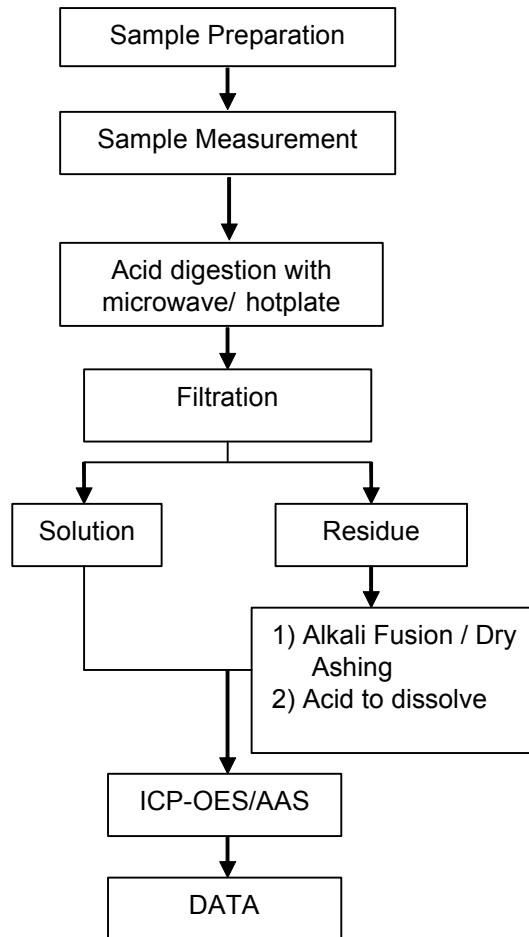 Sample Preparation
Sample Measurement
Acid digestion with
microwave/ hotplate
Filtration
Solution
Residue
1) Alkali Fusion / Dry
Ashing
2) Acid to dissolve
ICP-OES/AAS
DATA